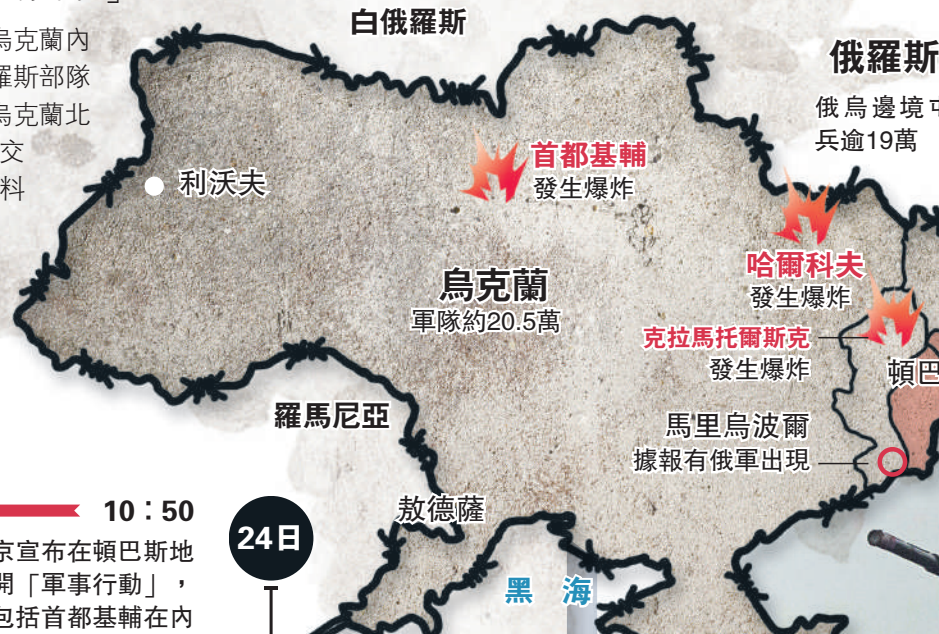 烏克蘭內
羅斯部隊
烏克蘭北
交
料
白俄羅斯
俄羅斯
俄烏邊境屯
兵逾19萬
首都基輔
發生爆炸
利沃夫
哈爾科夫
發生爆炸
烏克蘭
軍隊約20.5萬
克拉馬托爾斯克
發生爆炸
頓巴
羅馬尼亞
馬里烏波爾
據報有俄軍出現
敖德薩
黑海
10：50
京宣布在頓巴斯地
開「軍事行動」，
包括首都基輔在內
24日